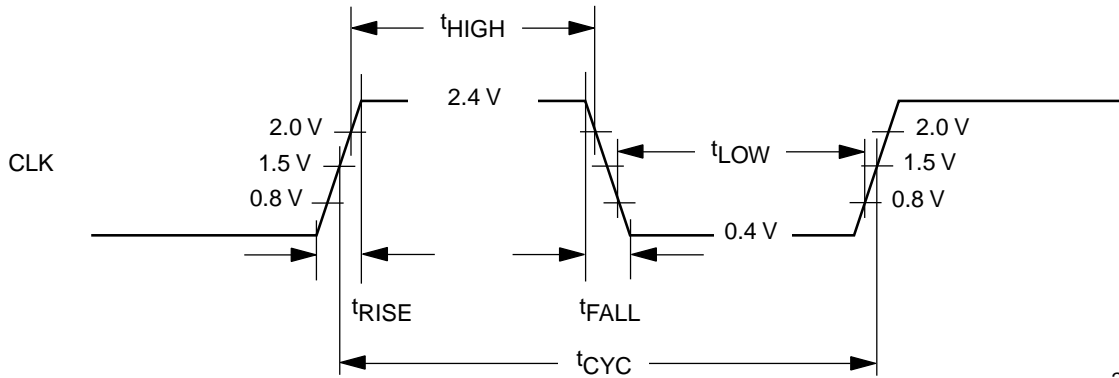 tHIGH
2.4 V
2.0 V
2.0 V
tLOW
CLK
1.5 V
1.5 V
0.8 V
0.8 V
0.4 V
tRISE
tFALL
tCYC